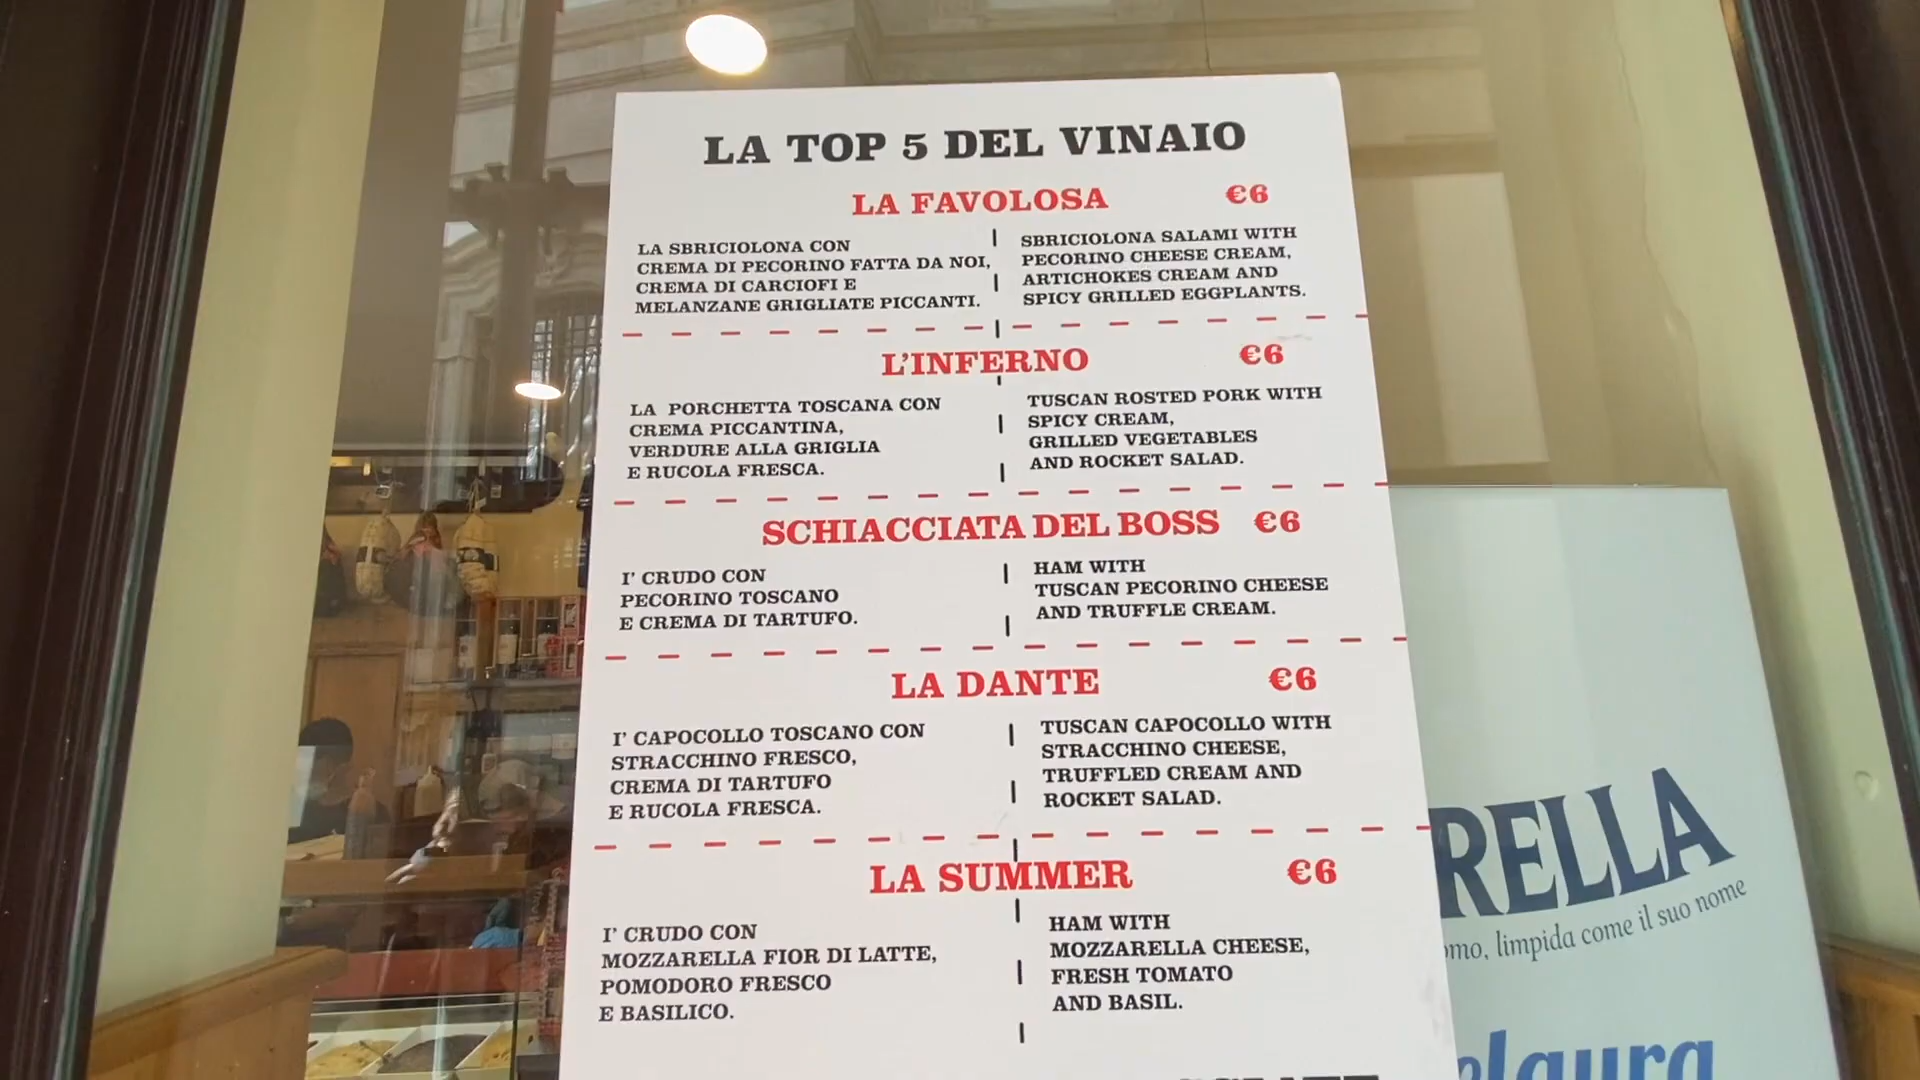 LA TOP 5 DEL VINAIO
LA FAVOLOSA €6
LA SBRICIOLONA CON
CREMA DI PECORINO FATTA DA NOI,
CREMA DI CARCIOFI E
MELANZANE GRIGLIATE PICCANTI.
SBRICIOLONA SALAMI WITH
PECORINO CHEESE CREAM,
ARTICHOKES CREAM AND
SPICY GRILLED EGGPLANTS.
L'INFERNO €6
LA PORCHETTA TOSCANA CON
CREMA PICCANTINA,
VERDURE ALLA GRIGLIA
E RUCOLA FRESCA.
TUSCAN ROSTED PORK WITH
SPICY CREAM,
GRILLED VEGETABLES
AND ROCKET SALAD.
SCHIACCIATA DEL BOSS €6
I' CRUDO CON
PECORINO TOSCANO
E CREMA DI TARTUFO.
HAM WITH
TUSCAN PECORINO CHEESE
AND TRUFFLE CREAM.
LA DANTE €6
I' CAPOCOLLO TOSCANO CON
STRACCHINO FRESCO,
CREMA DI TARTUFO
E RUCOLA FRESCA.
TUSCAN CAPOCOLLO WITH
STRACCHINO CHEESE,
TRUFFLED CREAM AND
ROCKET SALAD.
LA SUMMER €6
I' CRUDO CON
MOZZARELLA FIOR DI LATTE,
POMODORO FRESCO
E BASILICO.
HAM WITH
MOZZARELLA CHEESE,
FRESH TOMATO
AND BASIL.
RELLA
omo, limpida come il suo nome